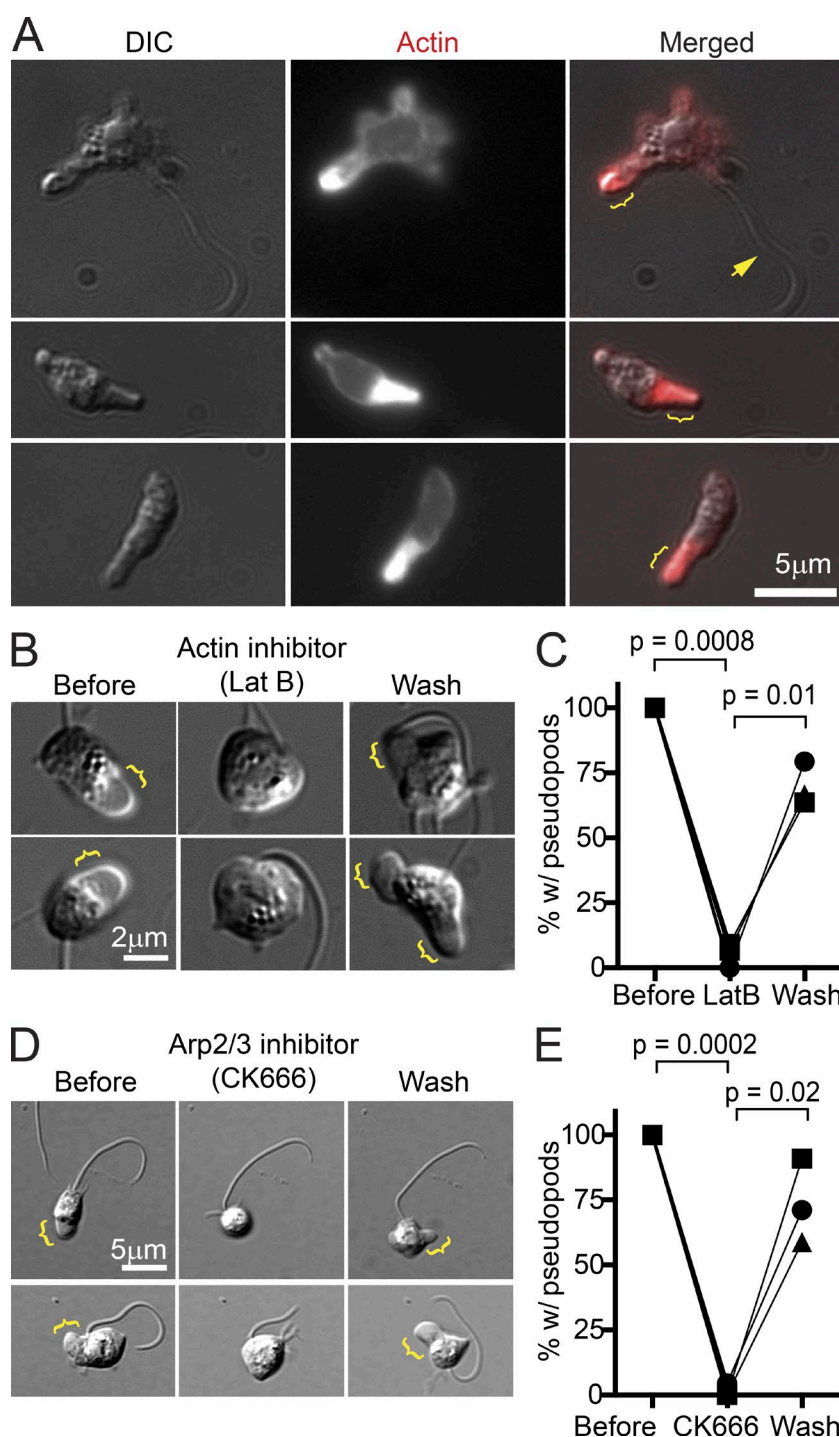 A
DIC Actin Merged
5μm
B
Actin inhibitor
(Lat B)
Before Wash
2μm
C
p = 0.0008
p = 0.01
% w/ pseudopods
100
75
50
25
0
Before LatB Wash
D
Arp2/3 inhibitor
(CK666)
Before Wash
5μm
E
p = 0.0002
p = 0.02
% w/ pseudopods
100
75
50
25
0
Before CK666 Wash